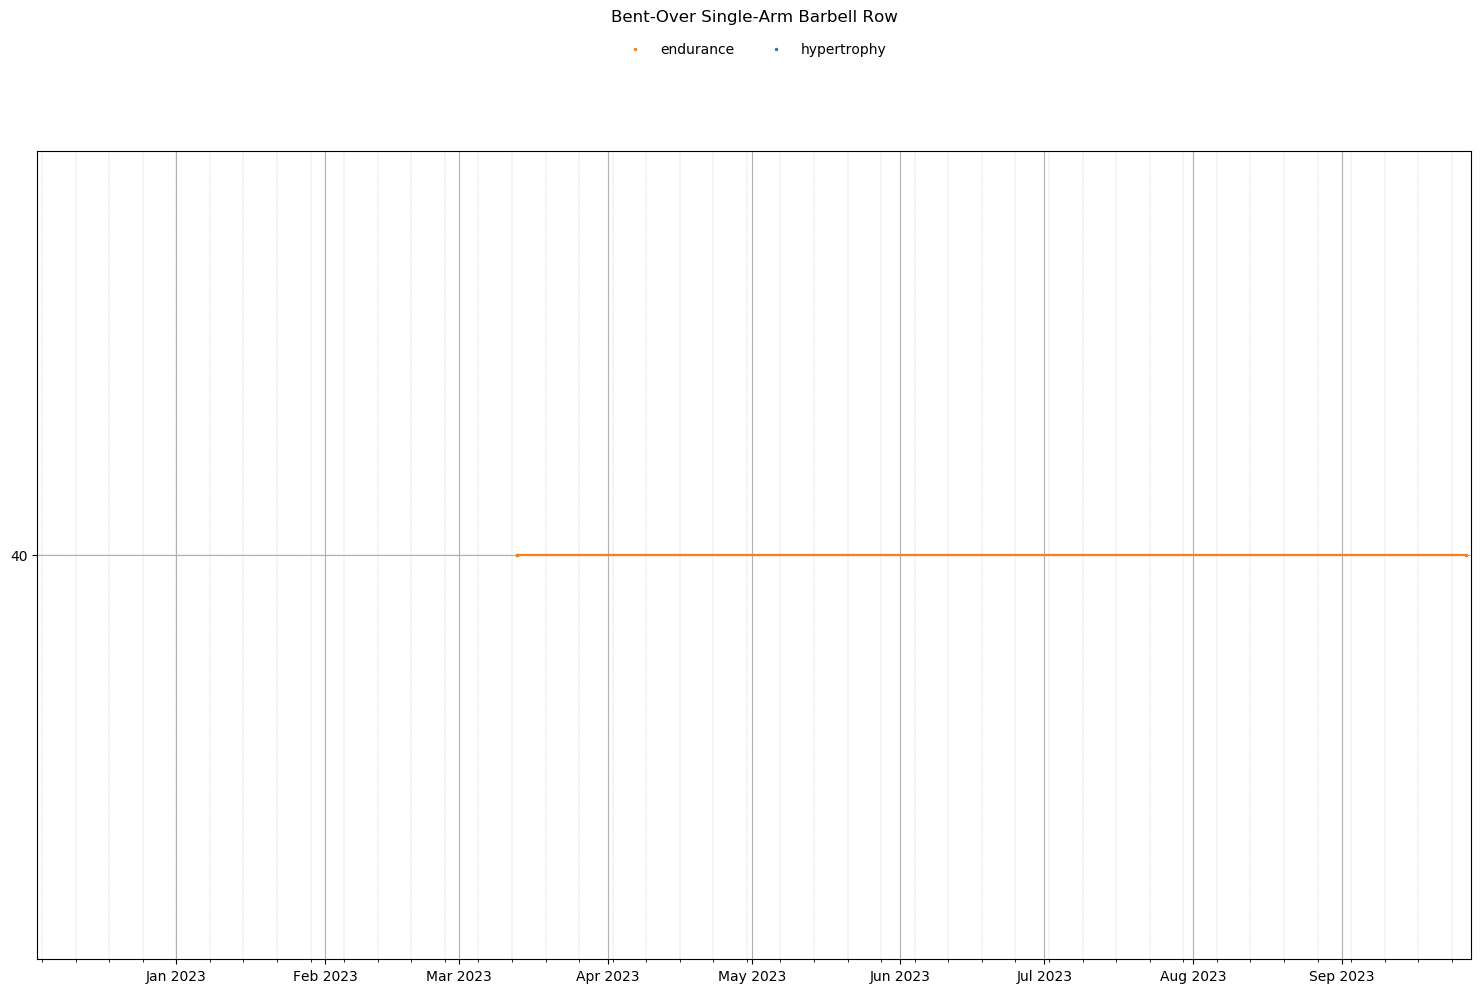 Bent-Over Single-Arm Barbell Row
endurance hypertrophy
40
Jan 2023 Feb 2023 Mar 2023 Apr 2023 May 2023 Jun 2023 Jul 2023 Aug 2023 Sep 2023